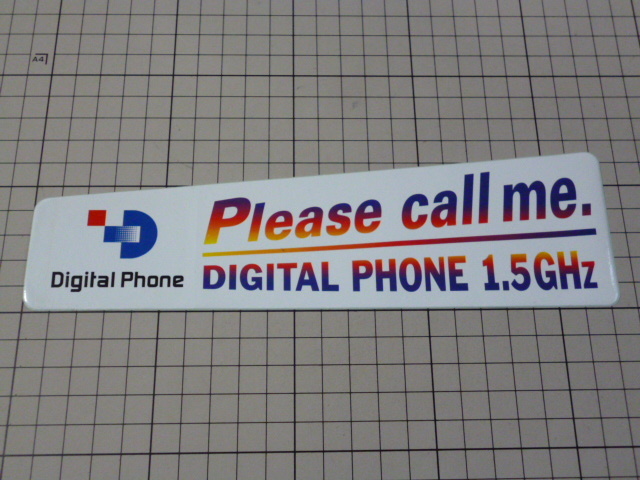 A4
Digital Phone
Please call me.
DIGITAL PHONE 1.5GHz